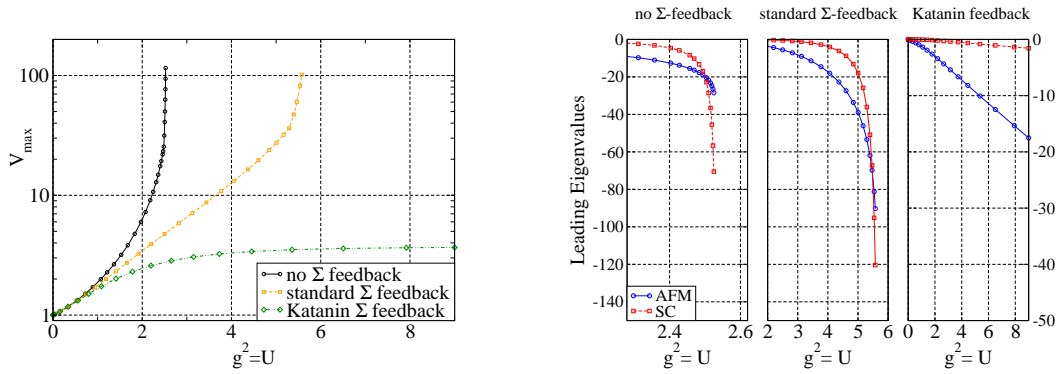 100
10
1
V_max
0 2 4 6 8
g²=U
no Σ feedback
standard Σ feedback
Katanin Σ feedback
no Σ-feedback standard Σ-feedback Katanin feedback
Leading Eigenvalues
0
-20
-40
-60
-80
-100
-120
-140
AFM
SC
2.4 2.6
g²= U
2 3 4 5 6
g²= U
0 2 4 6 8
g²= U
0
-10
-20
-30
-40
-50